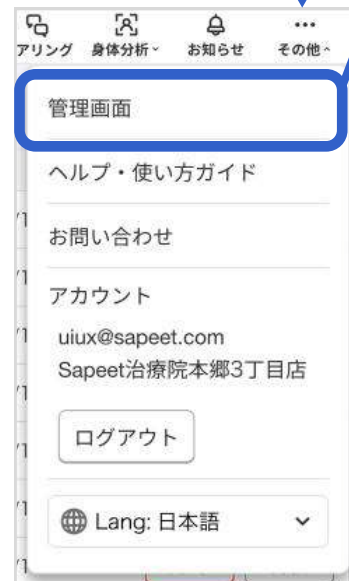 アリング 身体分析 お知らせ その他
管理画面
ヘルプ・使い方ガイド
お問い合わせ
アカウント
uiux@sapeet.com
Sapeet治療院本郷3丁目店
ログアウト
Lang: 日本語